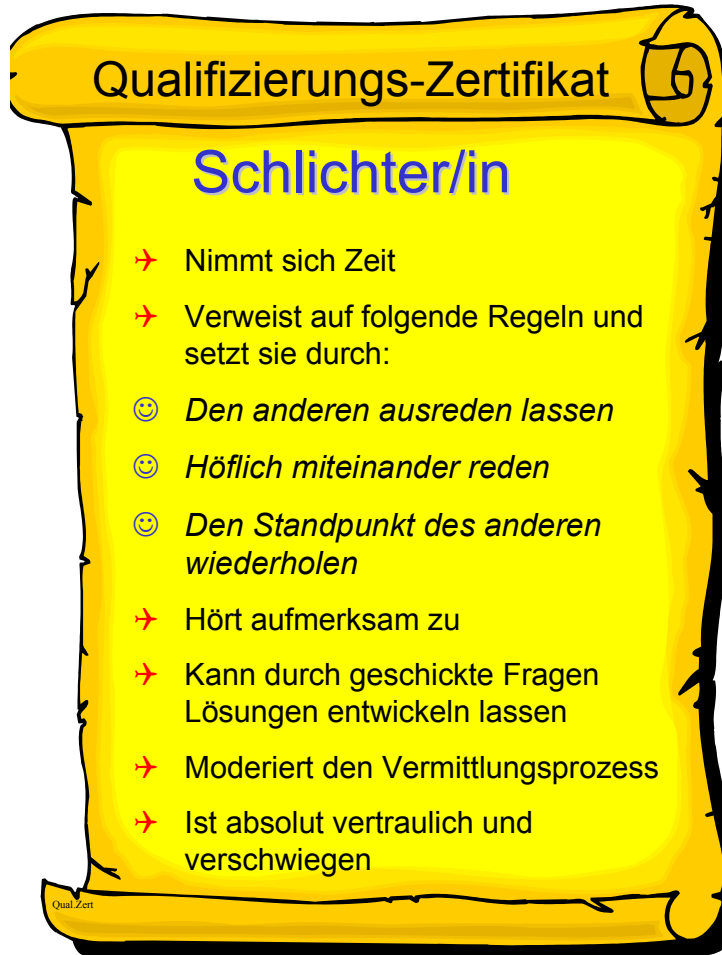 Qualifizierungs-Zertifikat
Schlichter/in
Nimmt sich Zeit
Verweist auf folgende Regeln und
setzt sie durch:
Den anderen ausreden lassen
Höflich miteinander reden
Den Standpunkt des anderen
wiederholen
Hört aufmerksam zu
Kann durch geschickte Fragen
Lösungen entwickeln lassen
Moderiert den Vermittlungsprozess
Ist absolut vertraulich und
verschwiegen
Qual.Zert